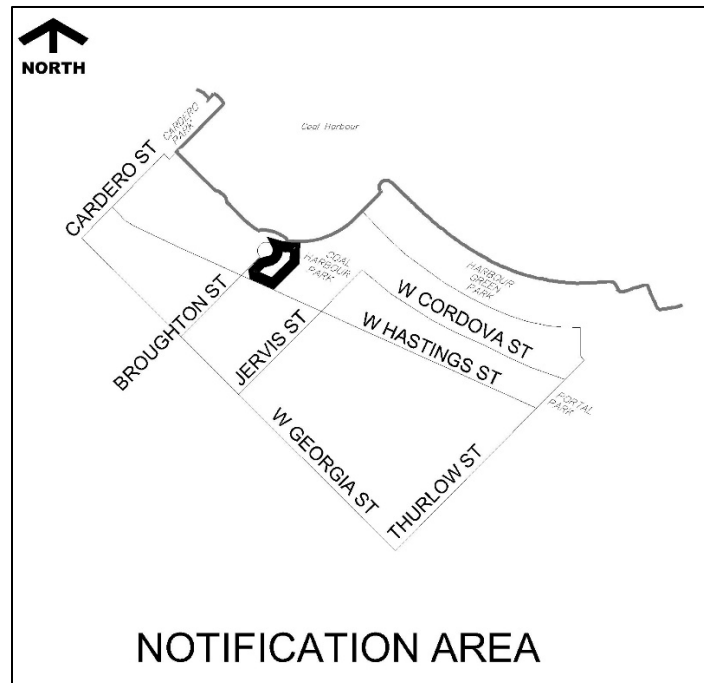 NORTH
CARDERO
PARK
Coal Harbour
CARDERO ST
COAL
HARBOUR
PARK
HARBOUR
GREEN
PARK
BROUGHTON ST
JERVIS ST
W CORDOVA ST
W HASTINGS ST
PORTAL
PARK
W GEORGIA ST
THURLOW ST
NOTIFICATION AREA